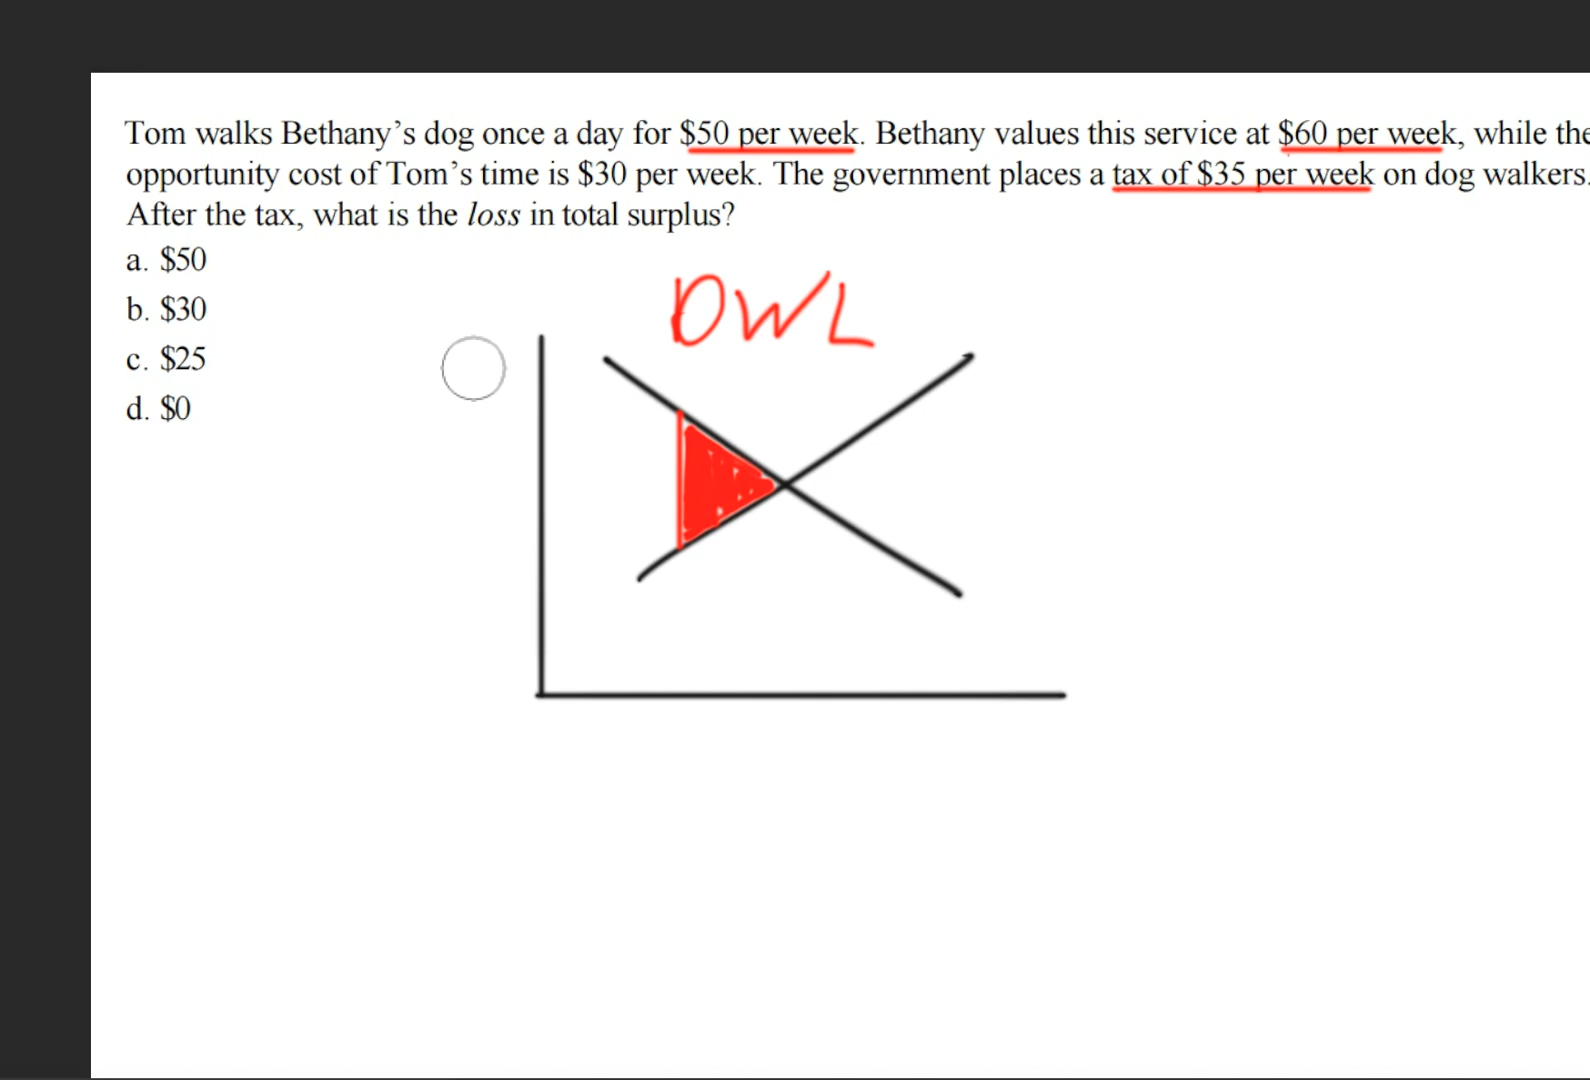 Tom walks Bethany’s dog once a day for $50 per week. Bethany values this service at $60 per week, while the
opportunity cost of Tom’s time is $30 per week. The government places a tax of $35 per week on dog walkers.
After the tax, what is the loss in total surplus?
a. $50
b. $30
c. $25
d. $0
DWL